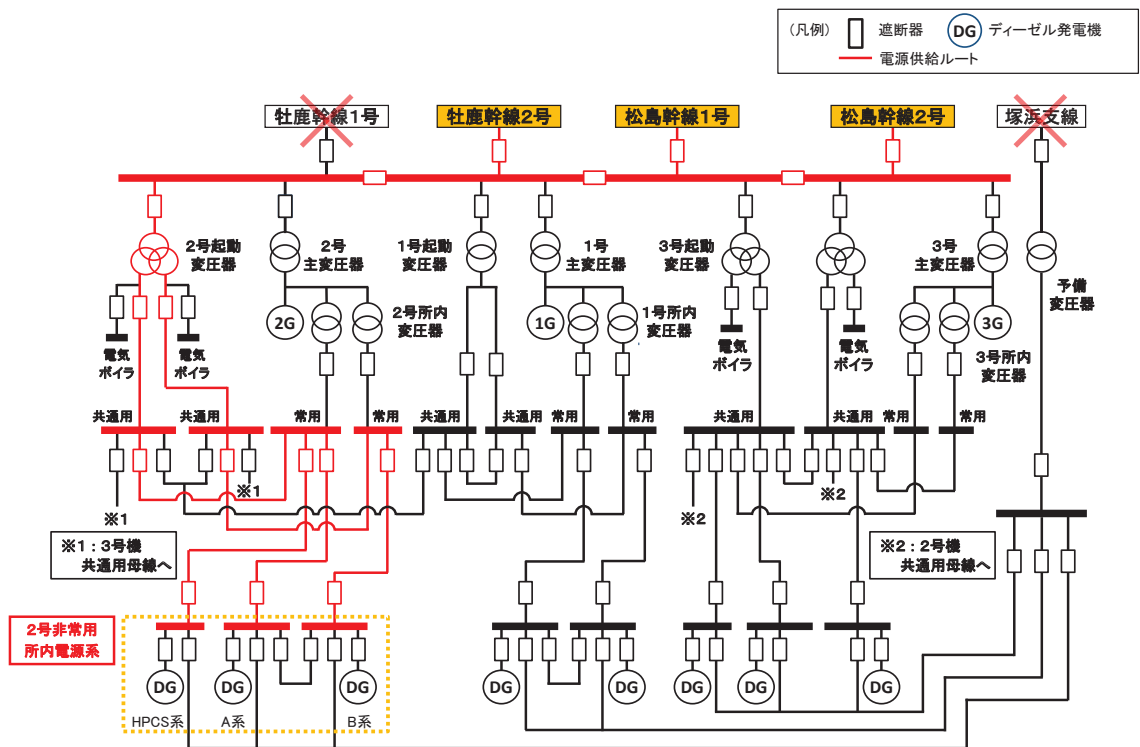 (凡例)
遮断器
DG
ディーゼル発電機
電源供給ルート
牡鹿幹線1号
牡鹿幹線2号
松島幹線1号
松島幹線2号
塚浜支線
2号起動
変圧器
2号
主変圧器
1号起動
変圧器
1号
主変圧器
3号起動
変圧器
3号
主変圧器
予備
変圧器
2G
2号所内
変圧器
1G
1号所内
変圧器
3G
3号所内
変圧器
電気
ボイラ
電気
ボイラ
電気
ボイラ
電気
ボイラ
共通用
共通用
常用
常用
共通用
共通用
常用
常用
共通用
共通用
常用
常用
※1
※1
※2
※2
※1:3号機
共通用母線へ
※2:2号機
共通用母線へ
2号非常用
所内電源系
DG
DG
DG
DG
DG
DG
DG
DG
HPCS系
A系
B系